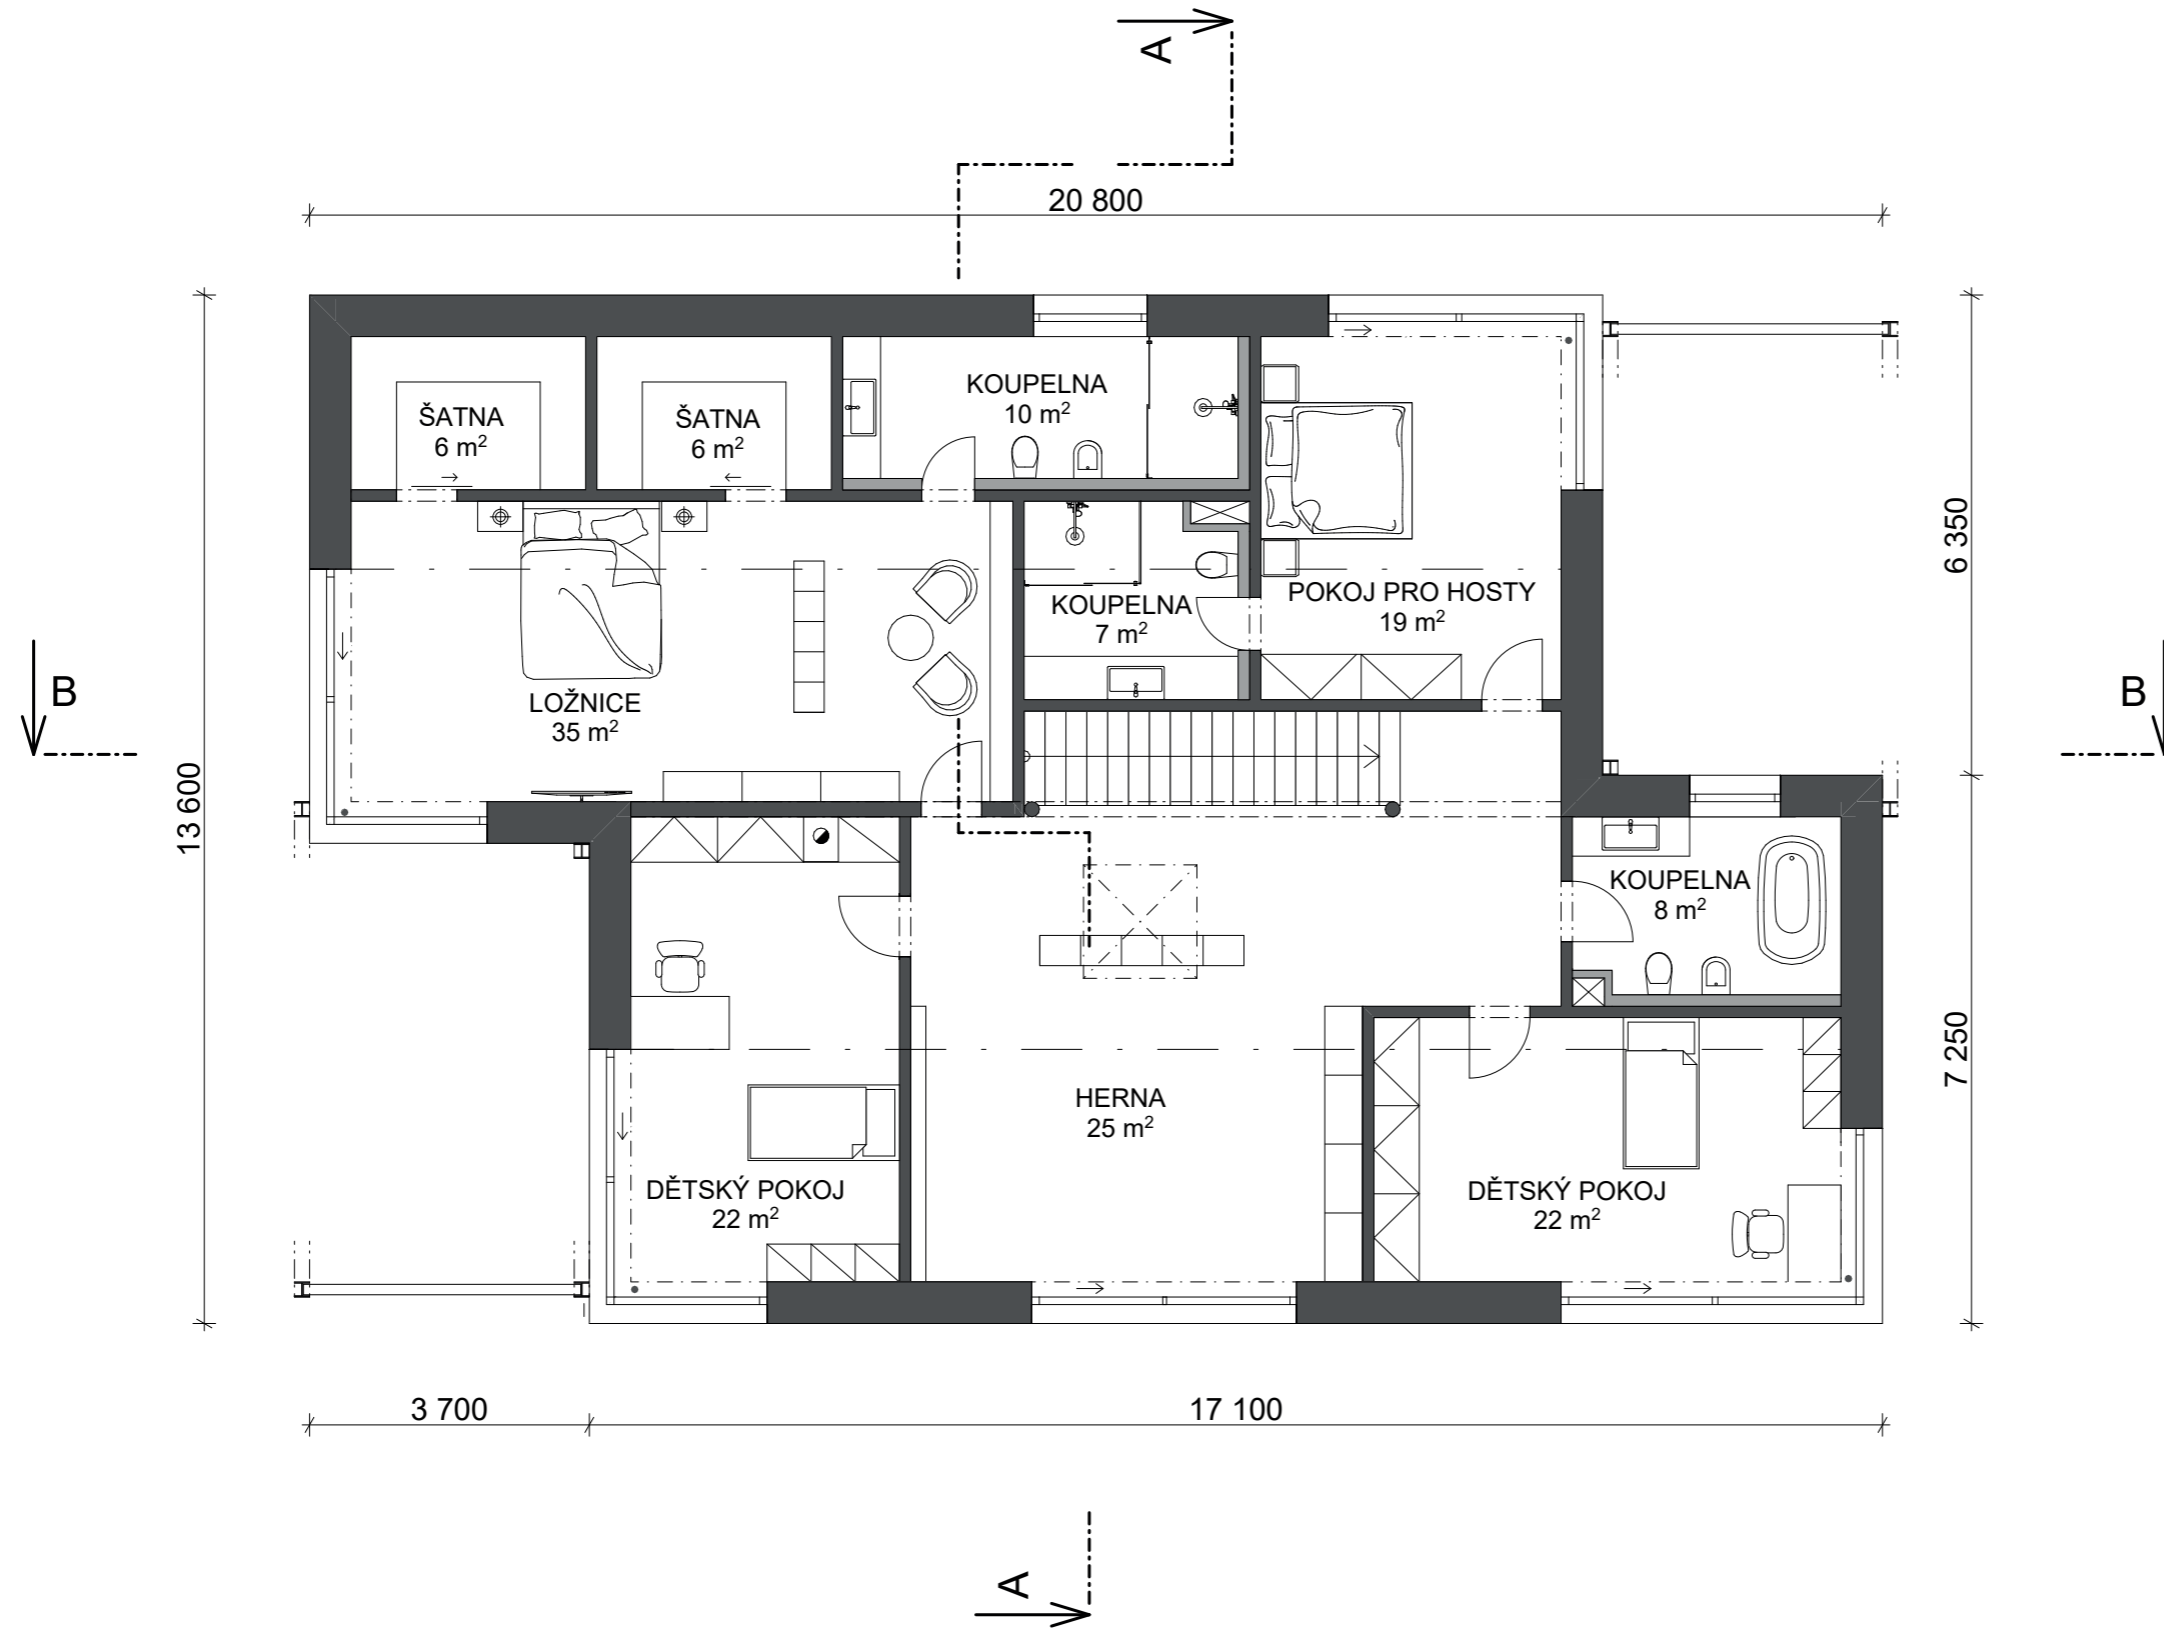 A
20 800
KOUPELNA
10 m²
ŠATNA
6 m²
ŠATNA
6 m²
6 350
POKOJ PRO HOSTY
19 m²
KOUPELNA
7 m²
B
B
LOŽNICE
35 m²
13 600
KOUPELNA
8 m²
7 250
HERNA
25 m²
DĚTSKÝ POKOJ
22 m²
DĚTSKÝ POKOJ
22 m²
3 700
17 100
A